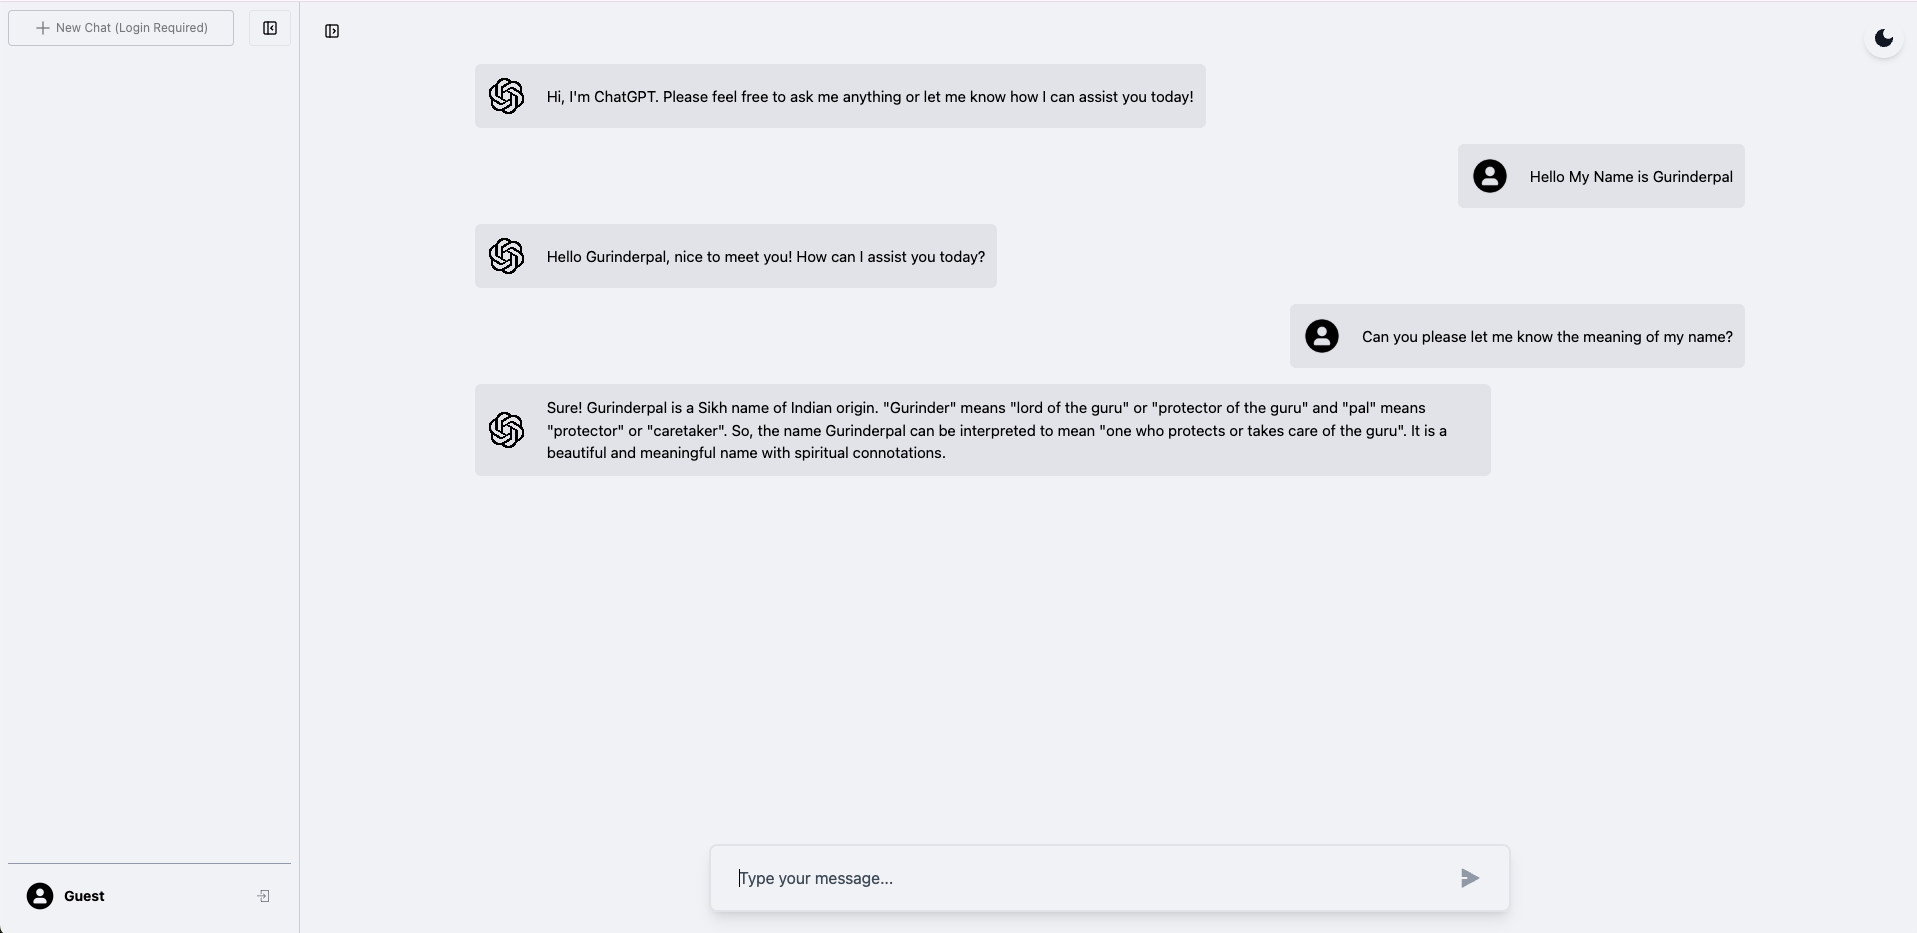 New Chat (Login Required)
Hi, I'm ChatGPT. Please feel free to ask me anything or let me know how I can assist you today!
Hello My Name is Gurinderpal
Hello Gurinderpal, nice to meet you! How can I assist you today?
Can you please let me know the meaning of my name?
Sure! Gurinderpal is a Sikh name of Indian origin. "Gurinder" means "lord of the guru" or "protector of the guru" and "pal" means
"protector" or "caretaker". So, the name Gurinderpal can be interpreted to mean "one who protects or takes care of the guru". It is a
beautiful and meaningful name with spiritual connotations.
Type your message...
Guest